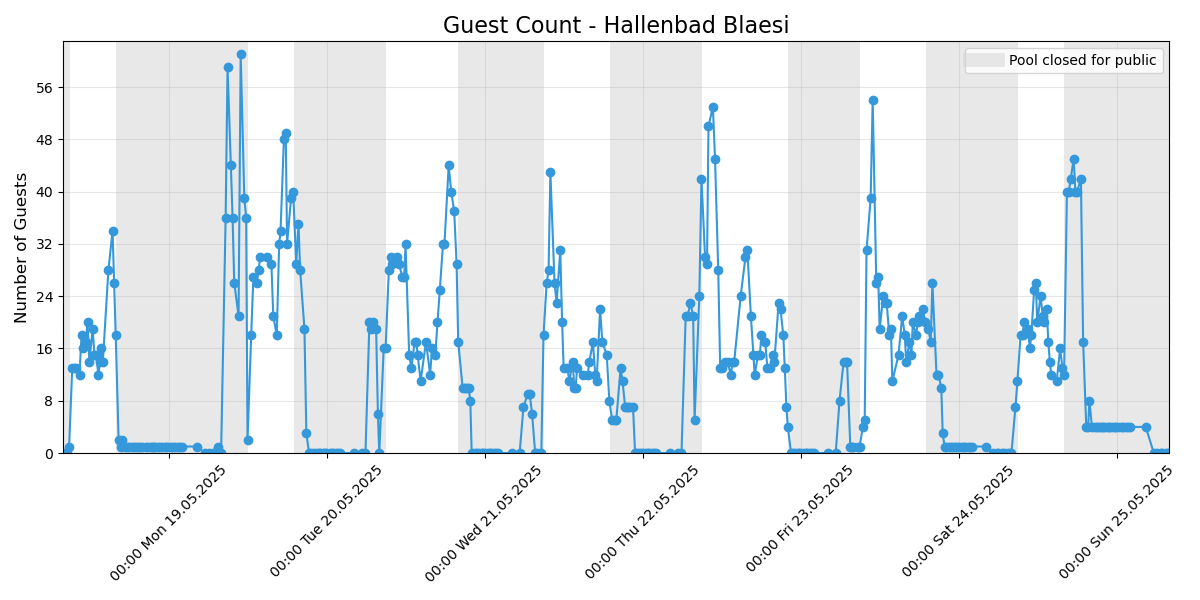 Guest Count - Hallenbad Blaesi
Pool closed for public
Number of Guests
56
48
40
32
24
16
8
0
00:00 Mon 19.05.2025
00:00 Tue 20.05.2025
00:00 Wed 21.05.2025
00:00 Thu 22.05.2025
00:00 Fri 23.05.2025
00:00 Sat 24.05.2025
00:00 Sun 25.05.2025